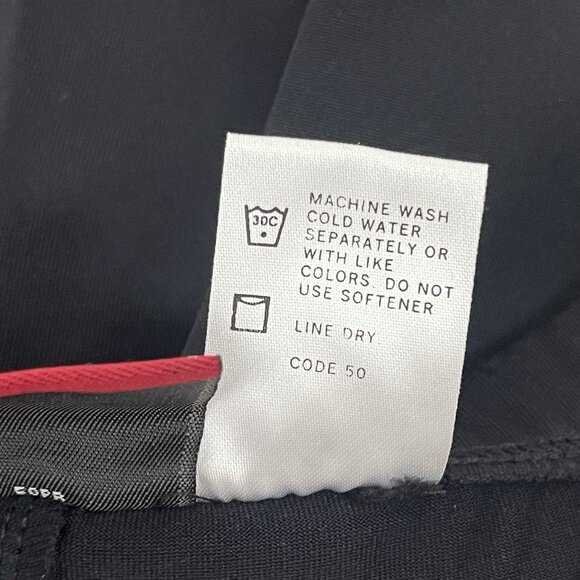 30C
MACHINE WASH
COLD WATER
SEPARATELY OR
WITH LIKE
COLORS. DO NOT
USE SOFTENER
LINE DRY.
CODE 50